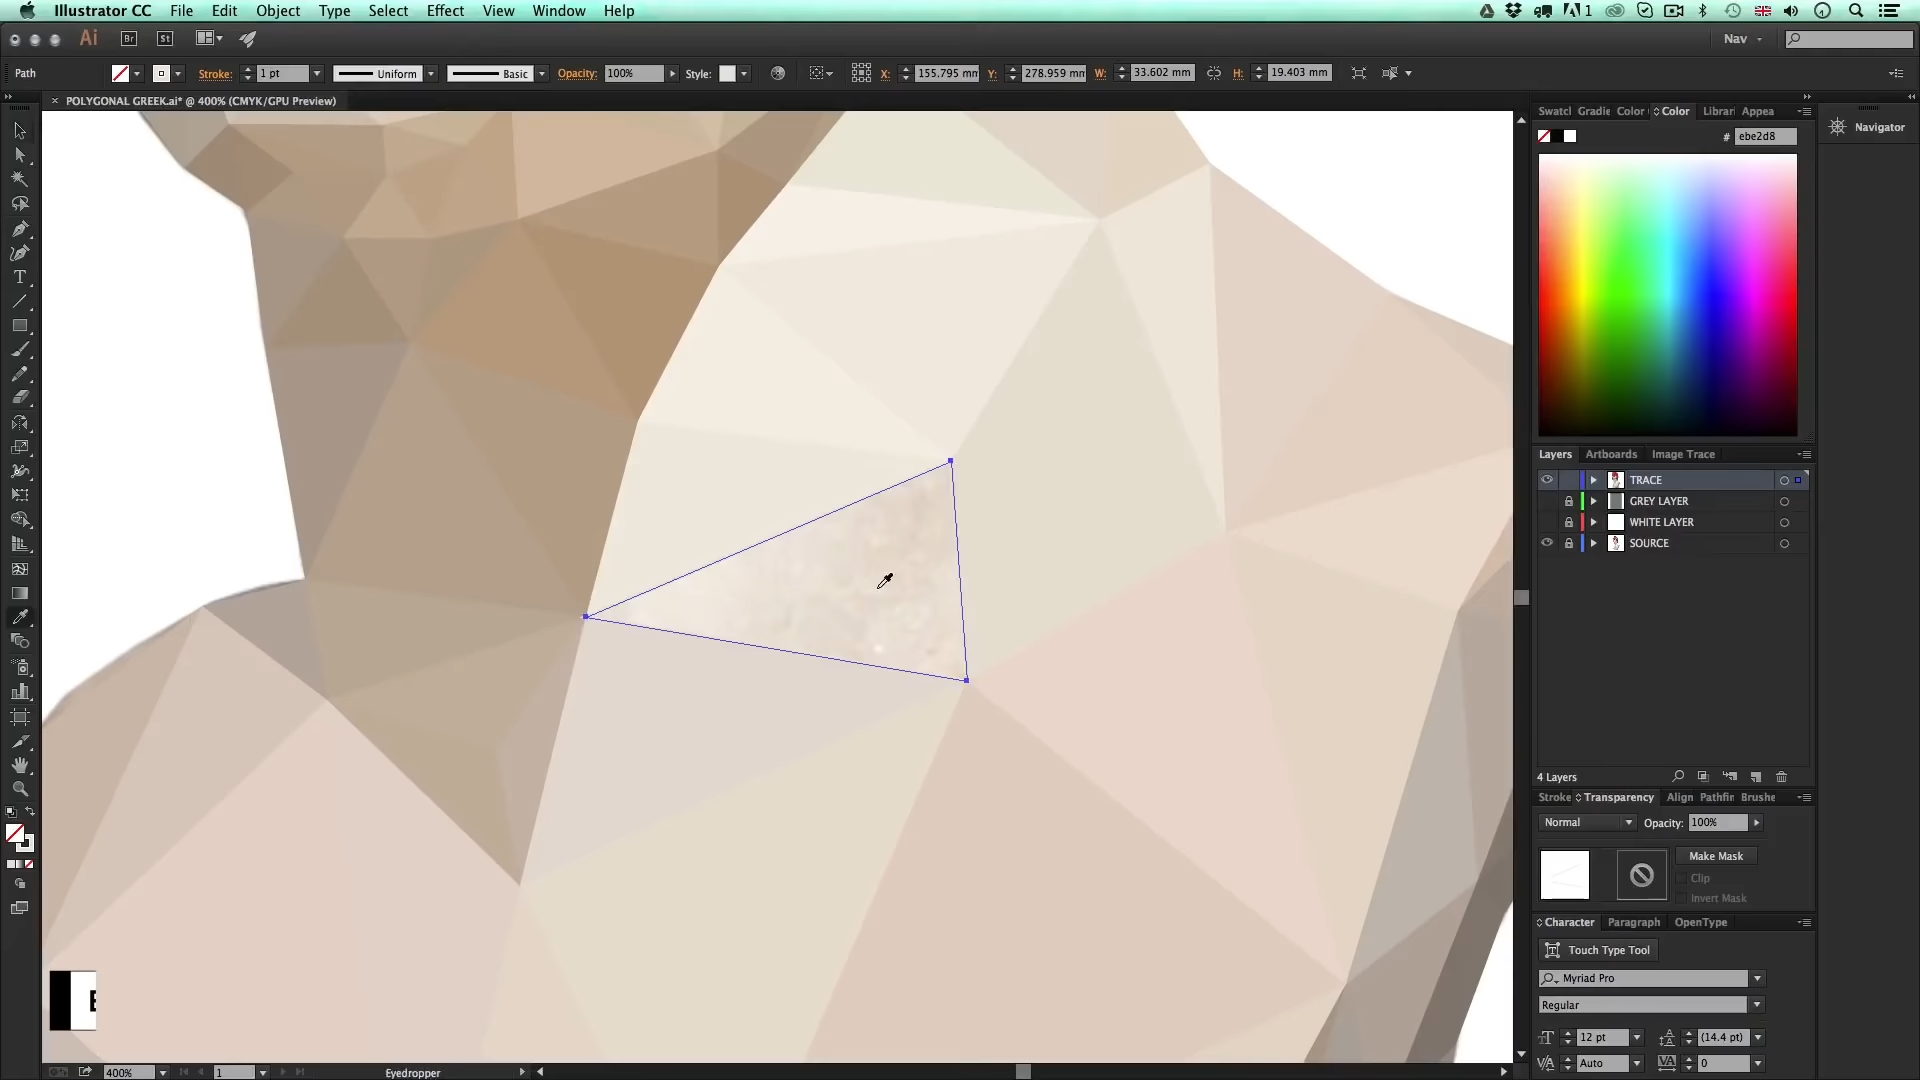 Illustrator CC File Edit Object Type Select Effect View Window Help
1
Ai Br St Nav
Path Stroke: 1 pt Uniform Basic Opacity: 100% Style: X: 155.795 mm Y: 278.959 mm W: 33.602 mm H: 19.403 mm
× POLYGONAL GREEK.ai* @ 400% (CMYK/GPU Preview)
Swatcl Gradie Color Color Librar Appea
# ebe2d8
Navigator
Layers Artboards Image Trace
TRACE
GREY LAYER
WHITE LAYER
SOURCE
4 Layers
Stroke Transparency Align Pathfin Brushe
Normal Opacity: 100%
Make Mask
Clip
Invert Mask
Character Paragraph OpenType
Touch Type Tool
Myriad Pro
Regular
12 pt (14.4 pt)
Auto 0
400% 1 Eyedropper